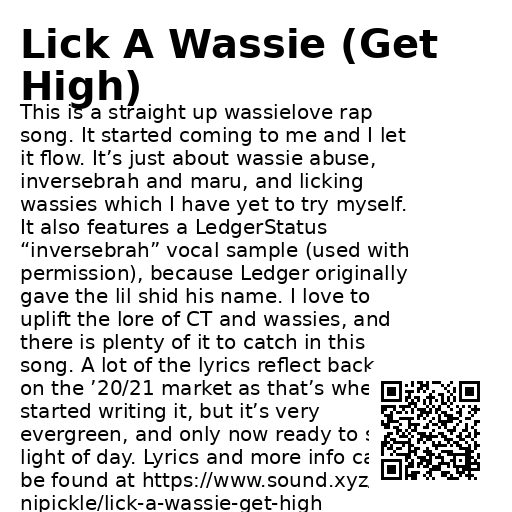 Lick A Wassie (Get
High)
This is a straight up wassielove rap
song. It started coming to me and I let
it flow. It’s just about wassie abuse,
inversebrah and maru, and licking
wassies which I have yet to try myself.
It also features a LedgerStatus
“inversebrah” vocal sample (used with
permission), because Ledger originally
gave the lil shid his name. I love to
uplift the lore of CT and wassies, and
there is plenty of it to catch in this
song. A lot of the lyrics reflect back
on the ’20/21 market as that’s
started writing it, but it’s very
evergreen, and only now ready to
light of day. Lyrics and more info
be found at https://www.sound.xyz
nipickle/lick-a-wassie-get-high